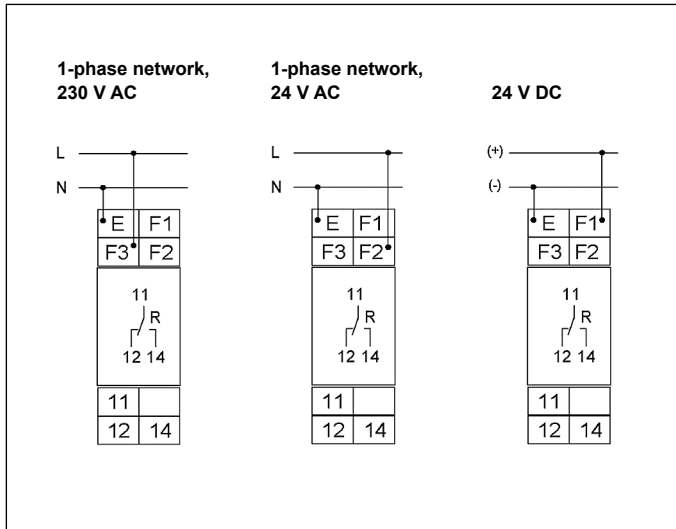 1-phase network,
230 V AC
L
N
E F1
F3 F2
11
R
12 14
11
12 14
1-phase network,
24 V AC
L
N
E F1
F3 F2
11
R
12 14
11
12 14
24 V DC
(+)
(-)
E F1
F3 F2
11
R
12 14
11
12 14